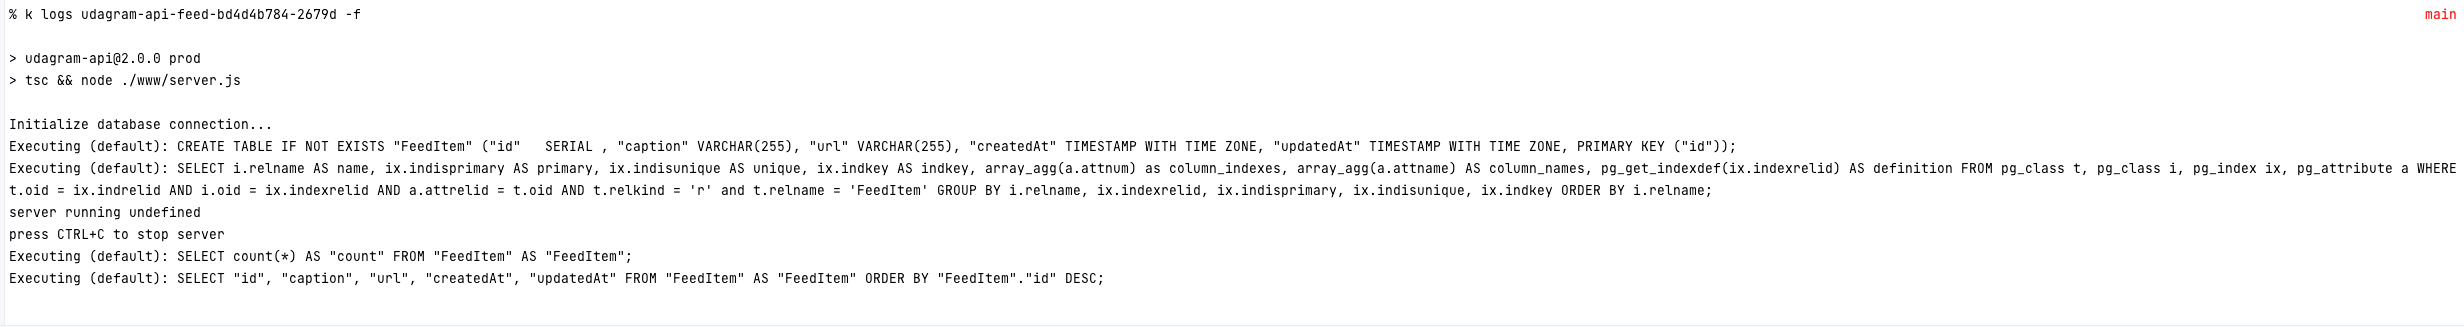 % k logs udagram-api-feed-bd4d4b784-2679d -f main
> udagram-api@2.0.0 prod
> tsc && node ./www/server.js
Initialize database connection...
Executing (default): CREATE TABLE IF NOT EXISTS "FeedItem" ("id"   SERIAL , "caption" VARCHAR(255), "url" VARCHAR(255), "createdAt" TIMESTAMP WITH TIME ZONE, "updatedAt" TIMESTAMP WITH TIME ZONE, PRIMARY KEY ("id"));
Executing (default): SELECT i.relname AS name, ix.indisprimary AS primary, ix.indisunique AS unique, ix.indkey AS indkey, array_agg(a.attnum) as column_indexes, array_agg(a.attname) AS column_names, pg_get_indexdef(ix.indexrelid) AS definition FROM pg_class t, pg_class i, pg_index ix, pg_attribute a WHERE
t.oid = ix.indrelid AND i.oid = ix.indexrelid AND a.attrelid = t.oid AND t.relkind = 'r' and t.relname = 'FeedItem' GROUP BY i.relname, ix.indexrelid, ix.indisprimary, ix.indisunique, ix.indkey ORDER BY i.relname;
server running undefined
press CTRL+C to stop server
Executing (default): SELECT count(*) AS "count" FROM "FeedItem" AS "FeedItem";
Executing (default): SELECT "id", "caption", "url", "createdAt", "updatedAt" FROM "FeedItem" AS "FeedItem" ORDER BY "FeedItem"."id" DESC;